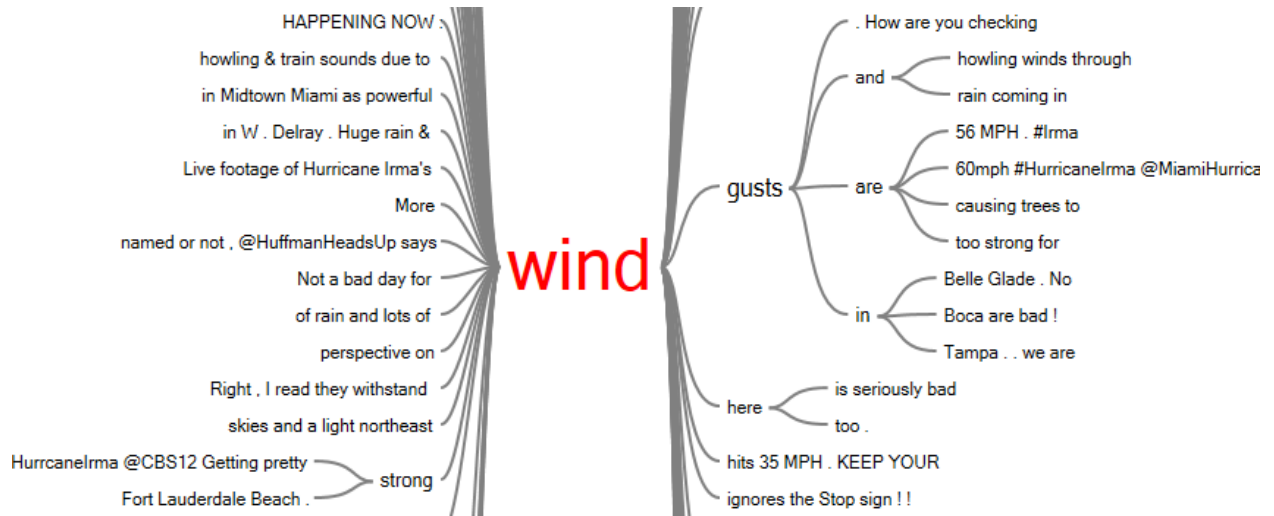 HAPPENING NOW .
howling & train sounds due to
in Midtown Miami as powerful
in W . Delray . Huge rain &
Live footage of Hurricane Irma's
More
named or not , @HuffmanHeadsUp says
Not a bad day for
of rain and lots of
perspective on
Right , I read they withstand
skies and a light northeast
HurrcaneIrma @CBS12 Getting pretty
Fort Lauderdale Beach .
strong
wind
gusts
. How are you checking
and
howling winds through
rain coming in
are
56 MPH . #Irma
60mph #HurricaneIrma @MiamiHurrica
causing trees to
too strong for
in
Belle Glade . No
Boca are bad !
Tampa . . we are
here
is seriously bad
too .
hits 35 MPH . KEEP YOUR
ignores the Stop sign ! !